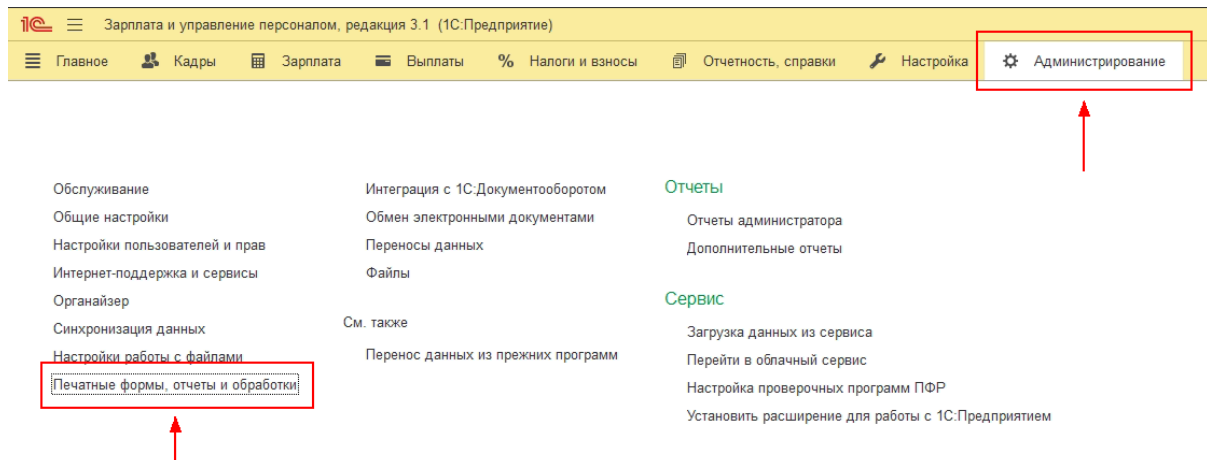 1С Зарплата и управление персоналом, редакция 3.1 (1С:Предприятие)
Главное Кадры Зарплата Выплаты % Налоги и взносы Отчетность, справки Настройка Администрирование
Обслуживание
Общие настройки
Настройки пользователей и прав
Интернет-поддержка и сервисы
Органайзер
Синхронизация данных
Настройки работы с файлами
Печатные формы, отчеты и обработки
Интеграция с 1С:Документооборотом
Обмен электронными документами
Переносы данных
Файлы
См. также
Перенос данных из прежних программ
Отчеты
Отчеты администратора
Дополнительные отчеты
Сервис
Загрузка данных из сервиса
Перейти в облачный сервис
Настройка проверочных программ ПФР
Установить расширение для работы с 1С:Предприятием